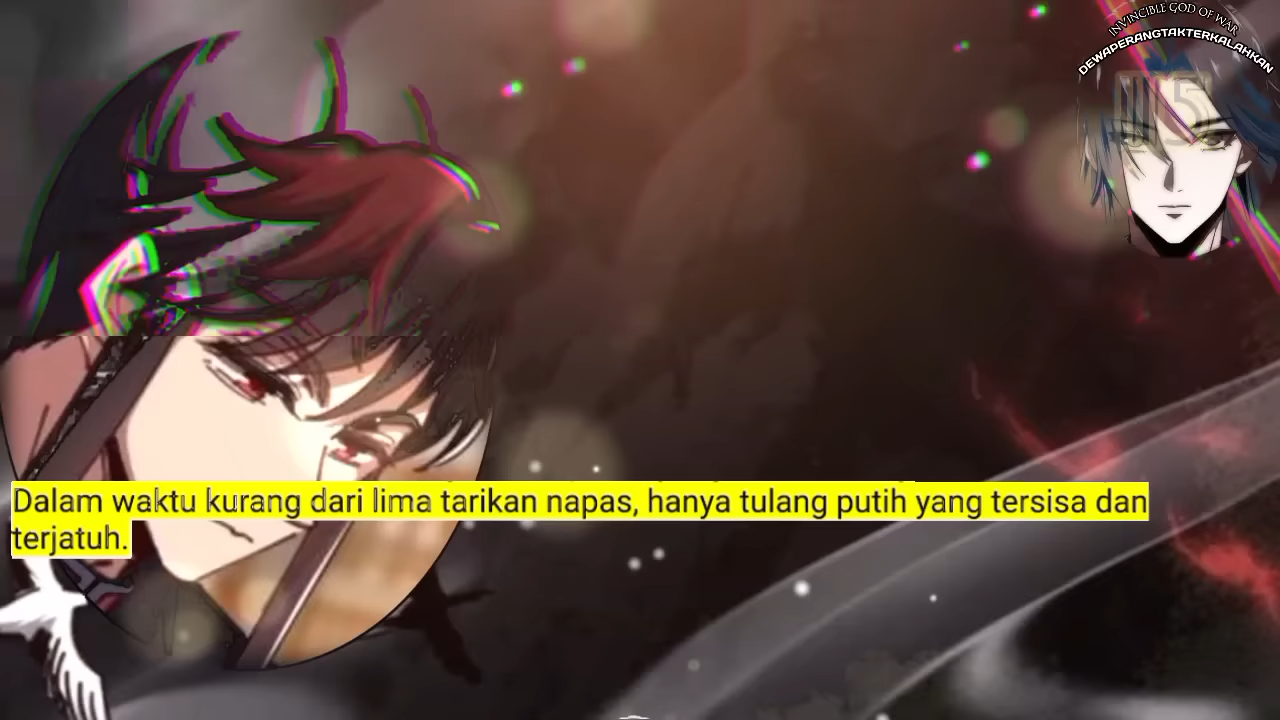 INVINCIBLE GOD OF WAR
DEWAPERANGTAKTERKALAHKAN
Dalam waktu kurang dari lima tarikan napas, hanya tulang putih yang tersisa dan
terjatuh.